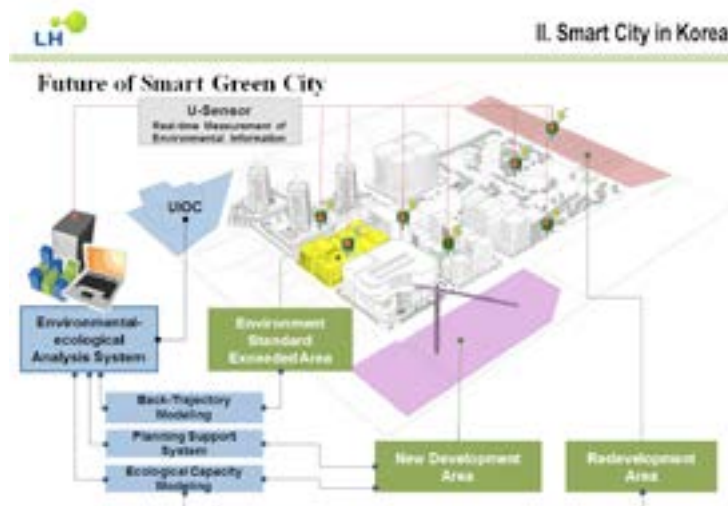 LH
II. Smart City in Korea
Future of Smart Green City
U-Sensor
Real-time Measurement of
Environmental Information
UIOC
Environmental-
ecological
Analysis System
Environment
Standard
Exceeded Area
Back-Trajectory
Modeling
Planning Support
System
Ecological Capacity
Modeling
New Development
Area
Redevelopment
Area